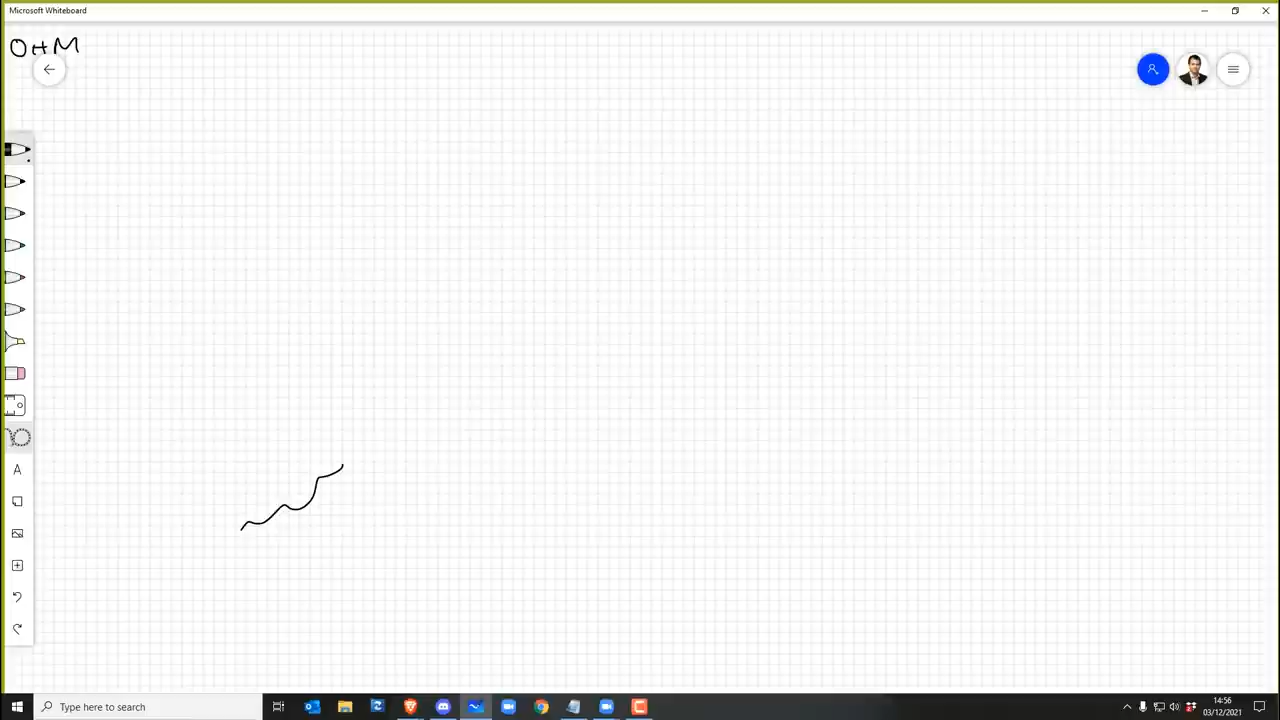 Microsoft Whiteboard
OHM
A
Type here to search
14:56
03/12/2021